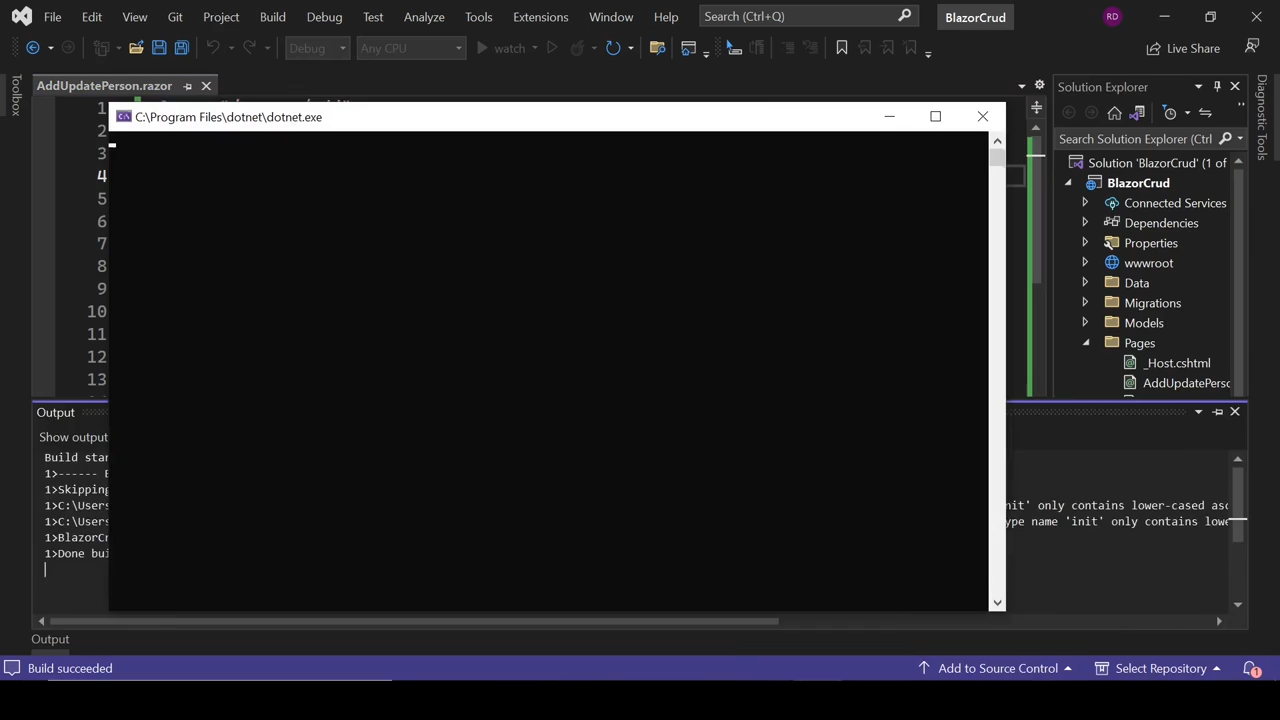 File Edit View Git Project Build Debug Test Analyze Tools Extensions Window Help Search (Ctrl+Q) BlazorCrud RD
Debug Any CPU watch Live Share
Toolbox
AddUpdatePerson.razor
1
2
3
4
5
6
7
8
9
10
11
12
13
C:\Program Files\dotnet\dotnet.exe
Solution Explorer
Search Solution Explorer (Ctrl
Solution 'BlazorCrud' (1 of
BlazorCrud
Connected Services
Dependencies
Properties
wwwroot
Data
Migrations
Models
Pages
_Host.cshtml
AddUpdatePerso
Diagnostic Tools
Output
Show output
Build star
1>------ B
1>Skipping
1>C:\Users nit' only contains lower-cased asc
1>C:\Users ype name 'init' only contains lowe
1>BlazorCr
1>Done bui
Output
Build succeeded Add to Source Control Select Repository 1